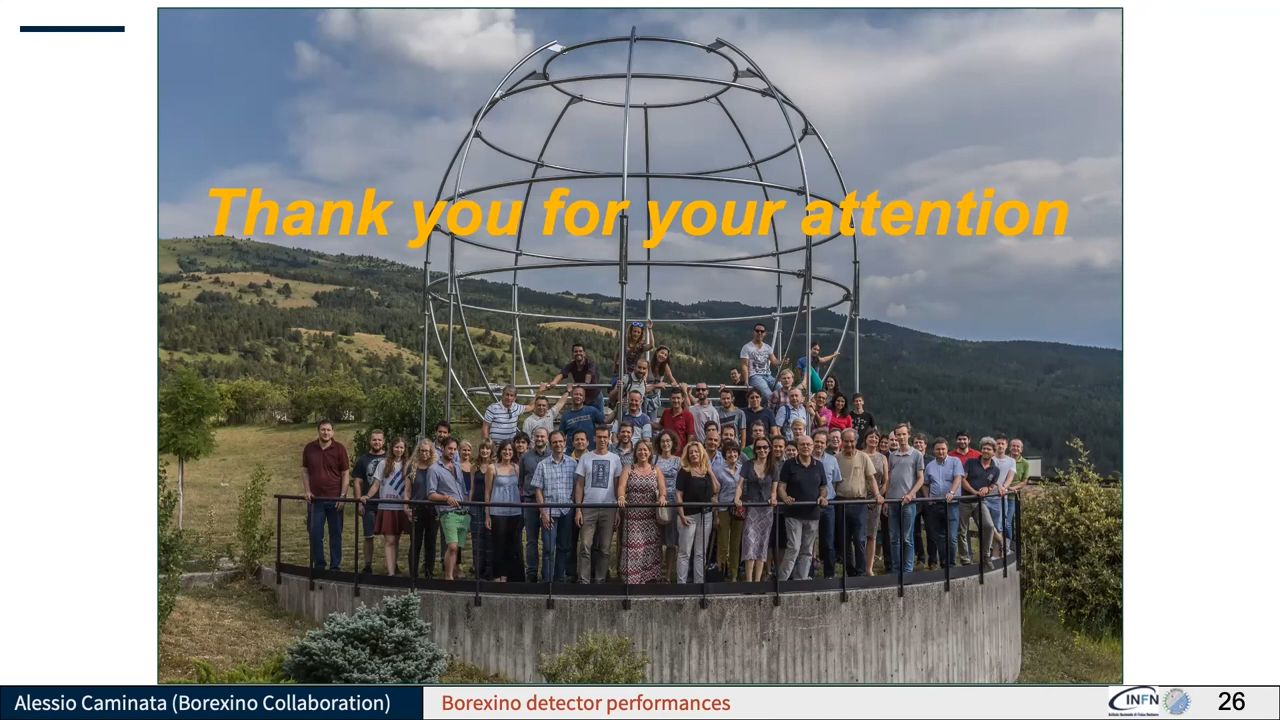 Thank you for your attention
Alessio Caminata (Borexino Collaboration)
Borexino detector performances
INFN
26